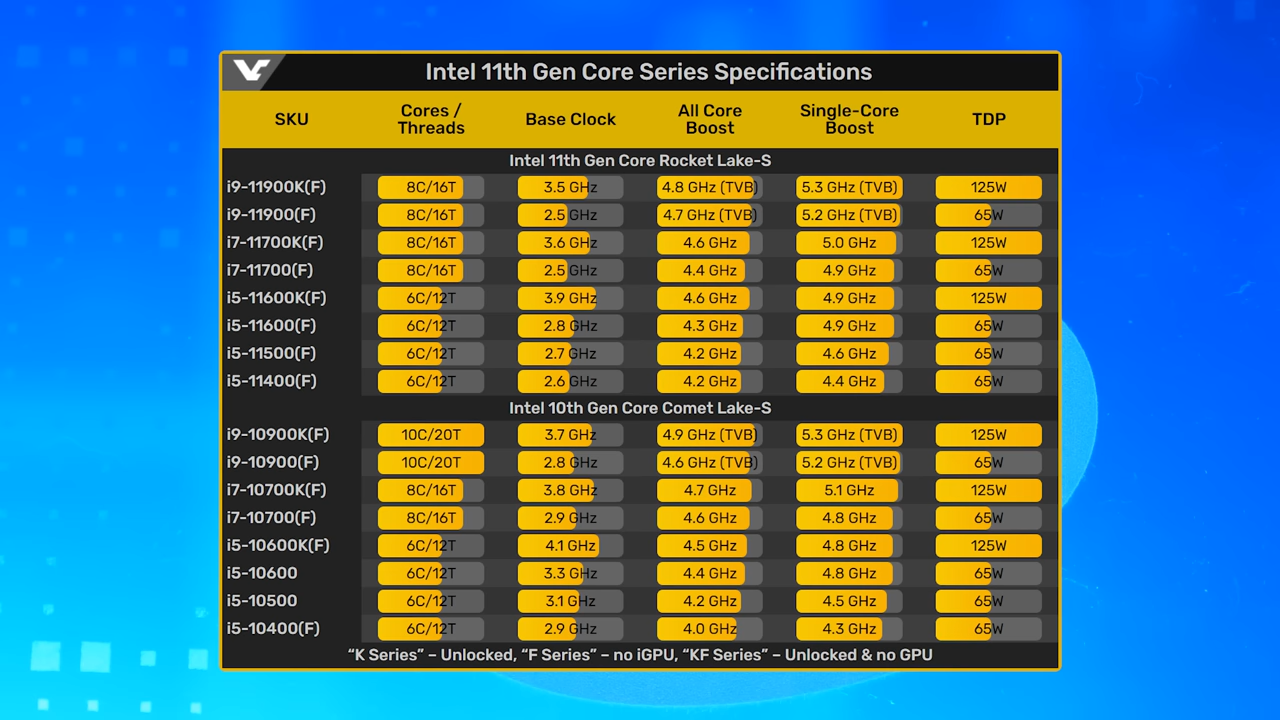 Intel 11th Gen Core Series Specifications
SKU Cores / Threads Base Clock All Core Boost Single-Core Boost TDP
Intel 11th Gen Core Rocket Lake-S
i9-11900K(F) 8C/16T 3.5 GHz 4.8 GHz (TVB) 5.3 GHz (TVB) 125W
i9-11900(F) 8C/16T 2.5 GHz 4.7 GHz (TVB) 5.2 GHz (TVB) 65W
i7-11700K(F) 8C/16T 3.6 GHz 4.6 GHz 5.0 GHz 125W
i7-11700(F) 8C/16T 2.5 GHz 4.4 GHz 4.9 GHz 65W
i5-11600K(F) 6C/12T 3.9 GHz 4.6 GHz 4.9 GHz 125W
i5-11600(F) 6C/12T 2.8 GHz 4.3 GHz 4.9 GHz 65W
i5-11500(F) 6C/12T 2.7 GHz 4.2 GHz 4.6 GHz 65W
i5-11400(F) 6C/12T 2.6 GHz 4.2 GHz 4.4 GHz 65W
Intel 10th Gen Core Comet Lake-S
i9-10900K(F) 10C/20T 3.7 GHz 4.9 GHz (TVB) 5.3 GHz (TVB) 125W
i9-10900(F) 10C/20T 2.8 GHz 4.6 GHz (TVB) 5.2 GHz (TVB) 65W
i7-10700K(F) 8C/16T 3.8 GHz 4.7 GHz 5.1 GHz 125W
i7-10700(F) 8C/16T 2.9 GHz 4.6 GHz 4.8 GHz 65W
i5-10600K(F) 6C/12T 4.1 GHz 4.5 GHz 4.8 GHz 125W
i5-10600 6C/12T 3.3 GHz 4.4 GHz 4.8 GHz 65W
i5-10500 6C/12T 3.1 GHz 4.2 GHz 4.5 GHz 65W
i5-10400(F) 6C/12T 2.9 GHz 4.0 GHz 4.3 GHz 65W
“K Series” – Unlocked, “F Series” – no iGPU, “KF Series” – Unlocked & no GPU